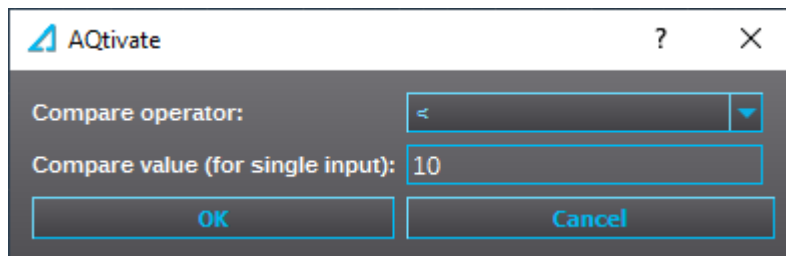 AQtivate ?
Compare operator: <
Compare value (for single input): 10
OK Cancel